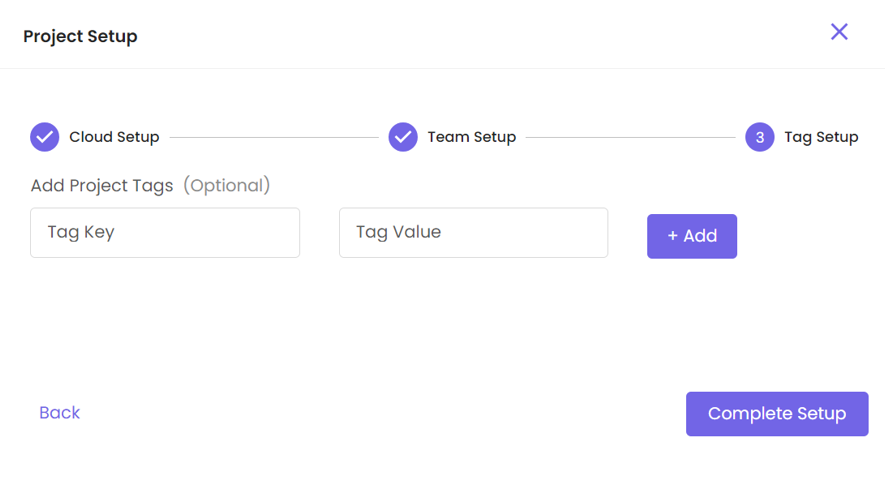 Project Setup
Cloud Setup
Team Setup
3 Tag Setup
Add Project Tags (Optional)
Tag Key
Tag Value
+ Add
Back
Complete Setup